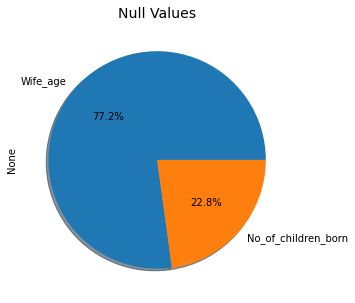 Null Values
Wife_age
77.2%
None
22.8%
No_of_children_born